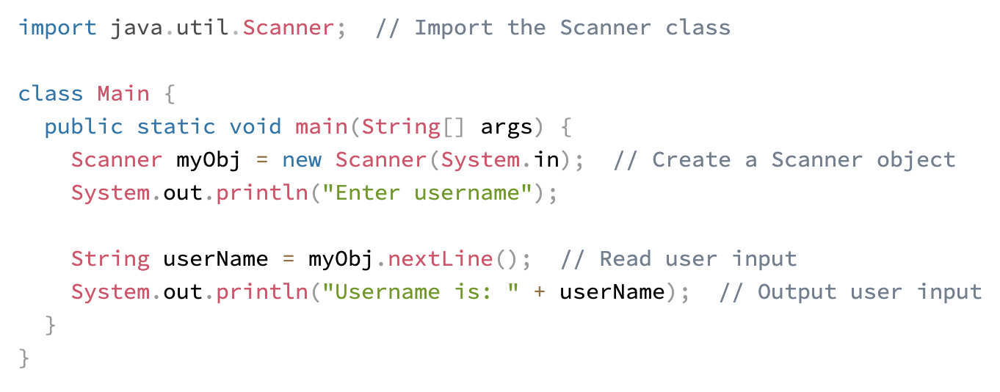 import java.util.Scanner;  // Import the Scanner class

class Main {
  public static void main(String[] args) {
    Scanner myObj = new Scanner(System.in);  // Create a Scanner object
    System.out.println("Enter username");

    String userName = myObj.nextLine();  // Read user input
    System.out.println("Username is: " + userName);  // Output user input
  }
}